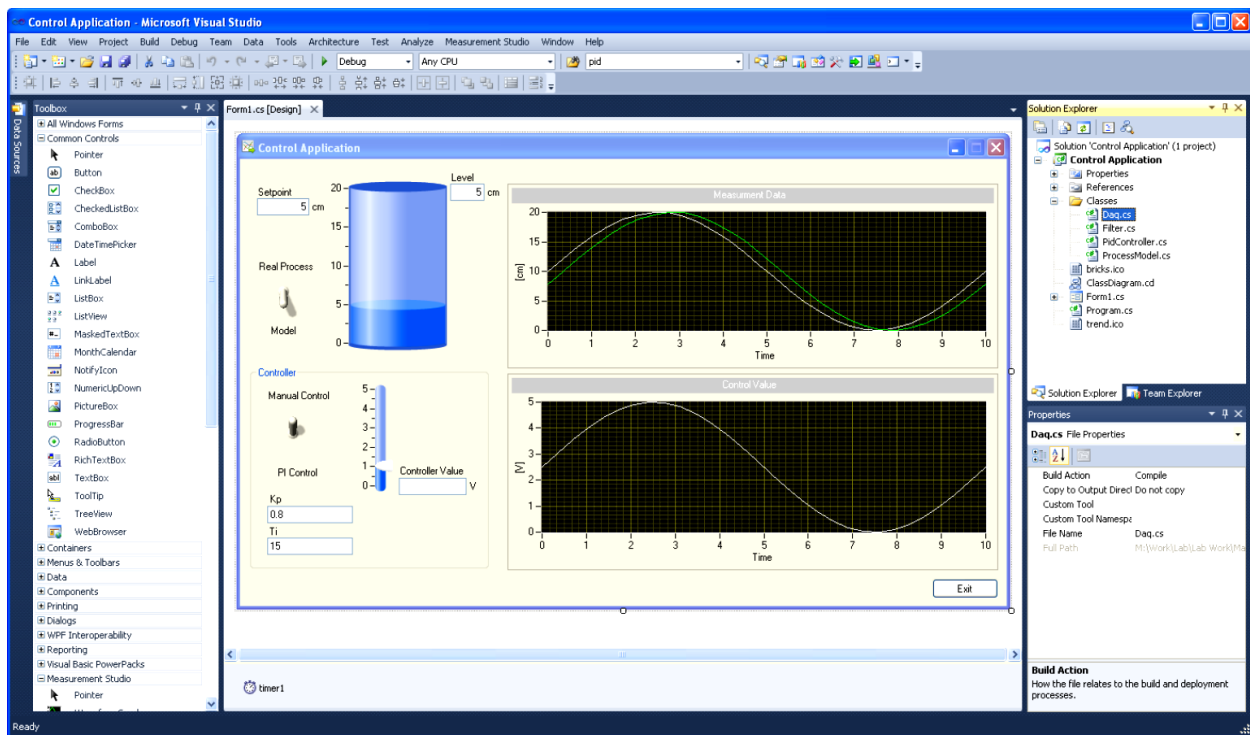 Control Application - Microsoft Visual Studio
File Edit View Project Build Debug Team Data Tools Architecture Test Analyze Measurement Studio Window Help
Debug Any CPU pid
Data Sources
Toolbox
All Windows Forms
Common Controls
Pointer
Button
CheckBox
CheckedListBox
ComboBox
DateTimePicker
Label
LinkLabel
ListBox
ListView
MaskedTextBox
MonthCalendar
NotifyIcon
NumericUpDown
PictureBox
ProgressBar
RadioButton
RichTextBox
TextBox
ToolTip
TreeView
WebBrowser
Containers
Menus & Toolbars
Data
Components
Printing
Dialogs
WPF Interoperability
Reporting
Visual Basic PowerPacks
Measurement Studio
Pointer
Form1.cs [Design]
Control Application
Setpoint
5 cm
Level
5 cm
20
15
10
5
0
Real Process
Model
Measurment Data
[cm]
20
15
10
5
0
0 1 2 3 4 5 6 7 8 9 10
Time
Controller
Manual Control
PI Control
5
4
3
2
1
0
Controller Value
V
Kp
0.8
Ti
15
Control Value
[V]
5
4
3
2
1
0
0 1 2 3 4 5 6 7 8 9 10
Time
Exit
timer1
Solution Explorer
Solution 'Control Application' (1 project)
Control Application
Properties
References
Classes
Daq.cs
Filter.cs
PidController.cs
ProcessModel.cs
bricks.ico
ClassDiagram.cd
Form1.cs
Program.cs
trend.ico
Solution Explorer Team Explorer
Properties
Daq.cs File Properties
Build Action Compile
Copy to Output Direct Do not copy
Custom Tool
Custom Tool Namespa
File Name Daq.cs
Full Path M:\Work\Lab\Lab Work\Ma
Build Action
How the file relates to the build and deployment
processes.
Ready